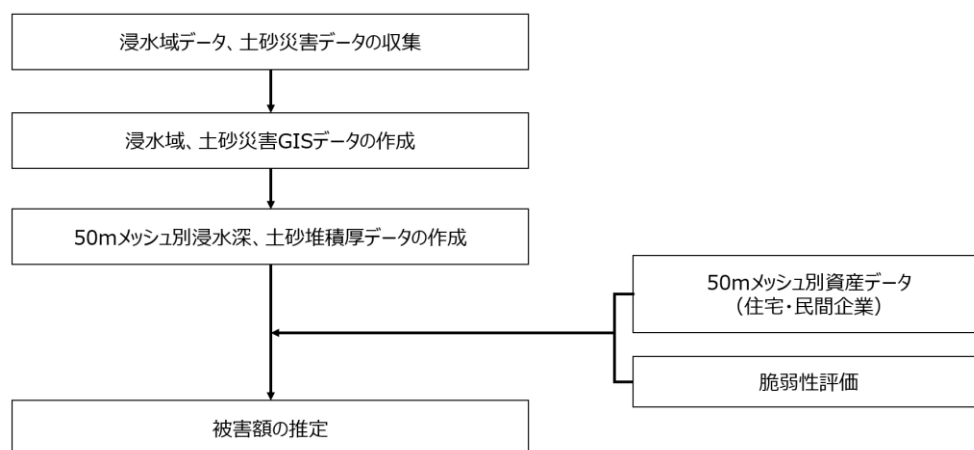 浸水域データ、土砂災害データの収集
浸水域、土砂災害GISデータの作成
50mメッシュ別浸水深、土砂堆積厚データの作成
50mメッシュ別資産データ
（住宅・民間企業）
脆弱性評価
被害額の推定